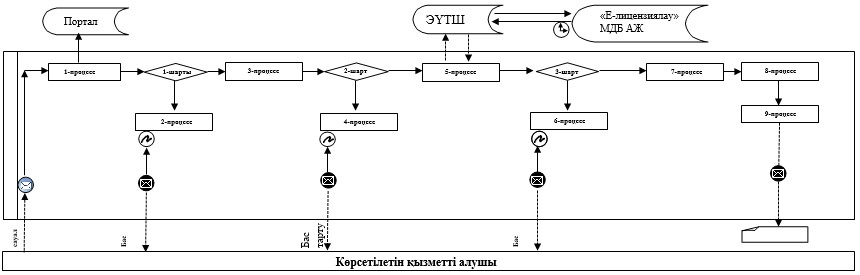 Портал
ЭҮТШ
«Е-лицензиялау»
МДБ АЖ
1-процесс
1-шарты
3-процесс
2-шарт
5-процесс
3-шарт
7-процесс
8-процесс
2-процесс
4-процесс
6-процесс
9-процесс
сауал
Бас
Бас
тарту
Бас
Көрсетілетін қызметті алушы